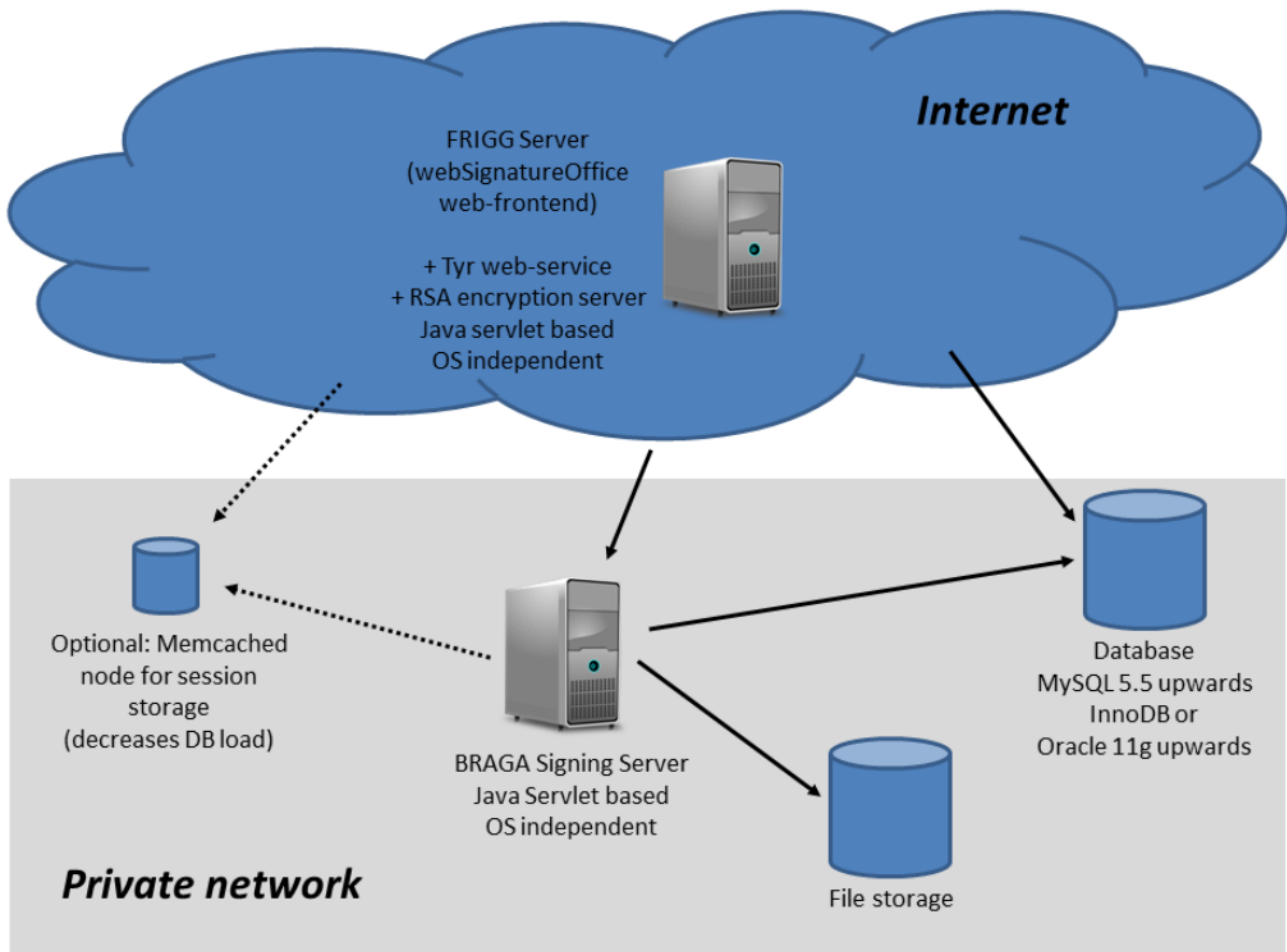 Internet
FRIGG Server
(webSignatureOffice
web-frontend)
+ Tyr web-service
+ RSA encryption server
Java servlet based
OS independent
Optional: Memcached
node for session
storage
(decreases DB load)
BRAGA Signing Server
Java Servlet based
OS independent
Database
MySQL 5.5 upwards
InnoDB or
Oracle 11g upwards
File storage
Private network